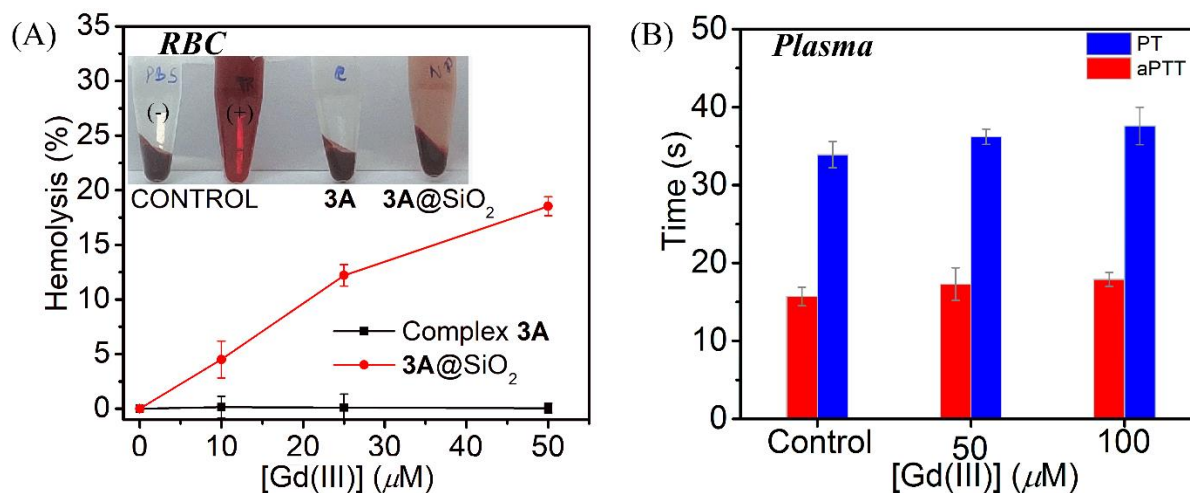 (A)
RBC
Hemolysis (%)
35
30
25
20
15
10
5
0
PBS
(-)
(+)
NP
CONTROL 3A 3A@SiO₂
Complex 3A
3A@SiO₂
0 10 20 30 40 50
[Gd(III)] (μM)
(B)
Plasma
PT
aPTT
Time (s)
50
40
30
20
10
0
Control 50 100
[Gd(III)] (μM)